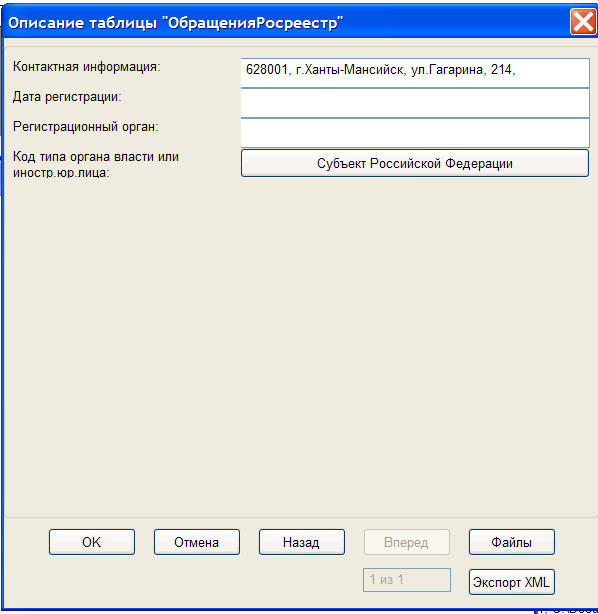 Описание таблицы "ОбращенияРосреестр"
Контактная информация: 628001, г.Ханты-Мансийск, ул.Гагарина, 214,
Дата регистрации:
Регистрационный орган:
Код типа органа власти или
иностр.юр.лица:
Субъект Российской Федерации
OK Отмена Назад Вперед Файлы
1 из 1 Экспорт XML